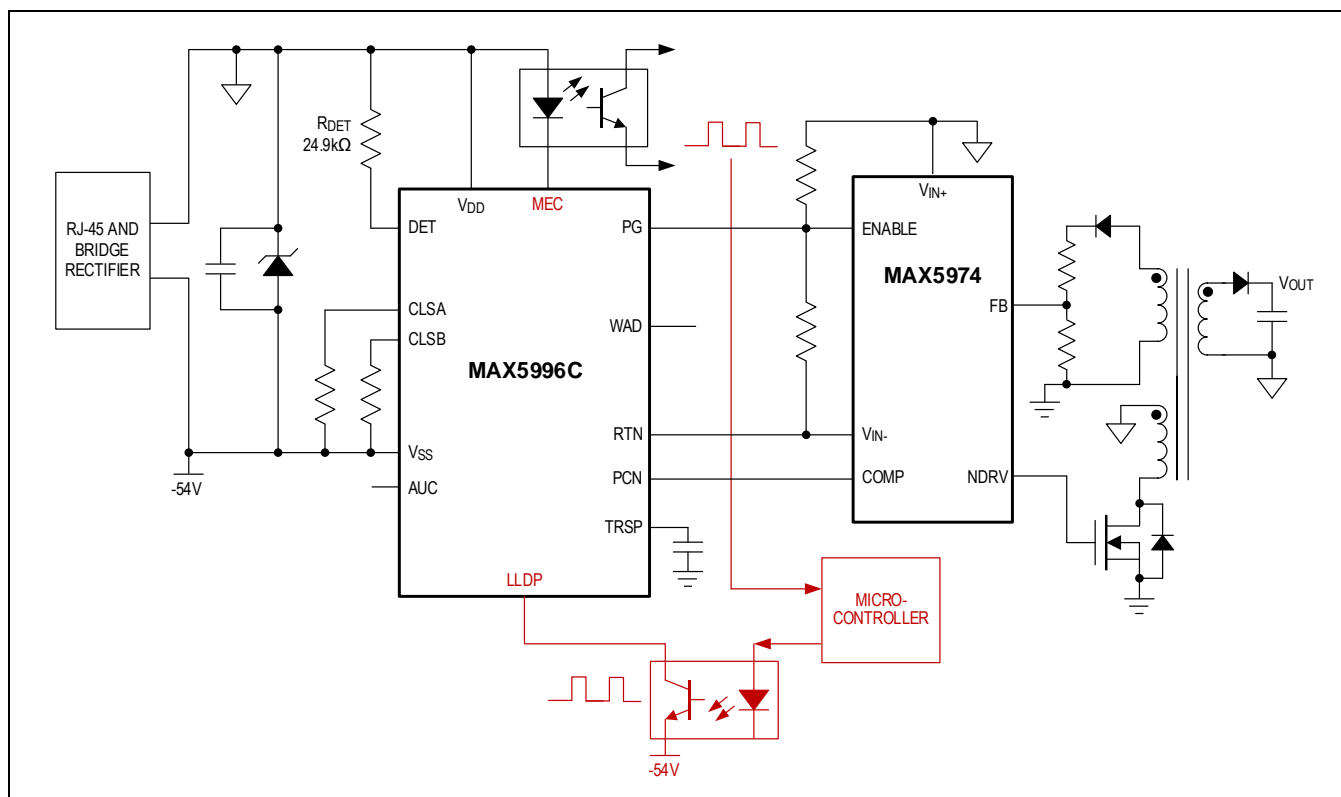 RDET
24.9kΩ
RJ-45 AND
BRIDGE
RECTIFIER
-54V
VDD
MEC
DET
CLSA
CLSB
VSS
AUC
MAX5996C
PG
WAD
RTN
PCN
TRSP
LLDP
VIN+
ENABLE
MAX5974
FB
VIN-
COMP
NDRV
VOUT
MICRO-
CONTROLLER
-54V